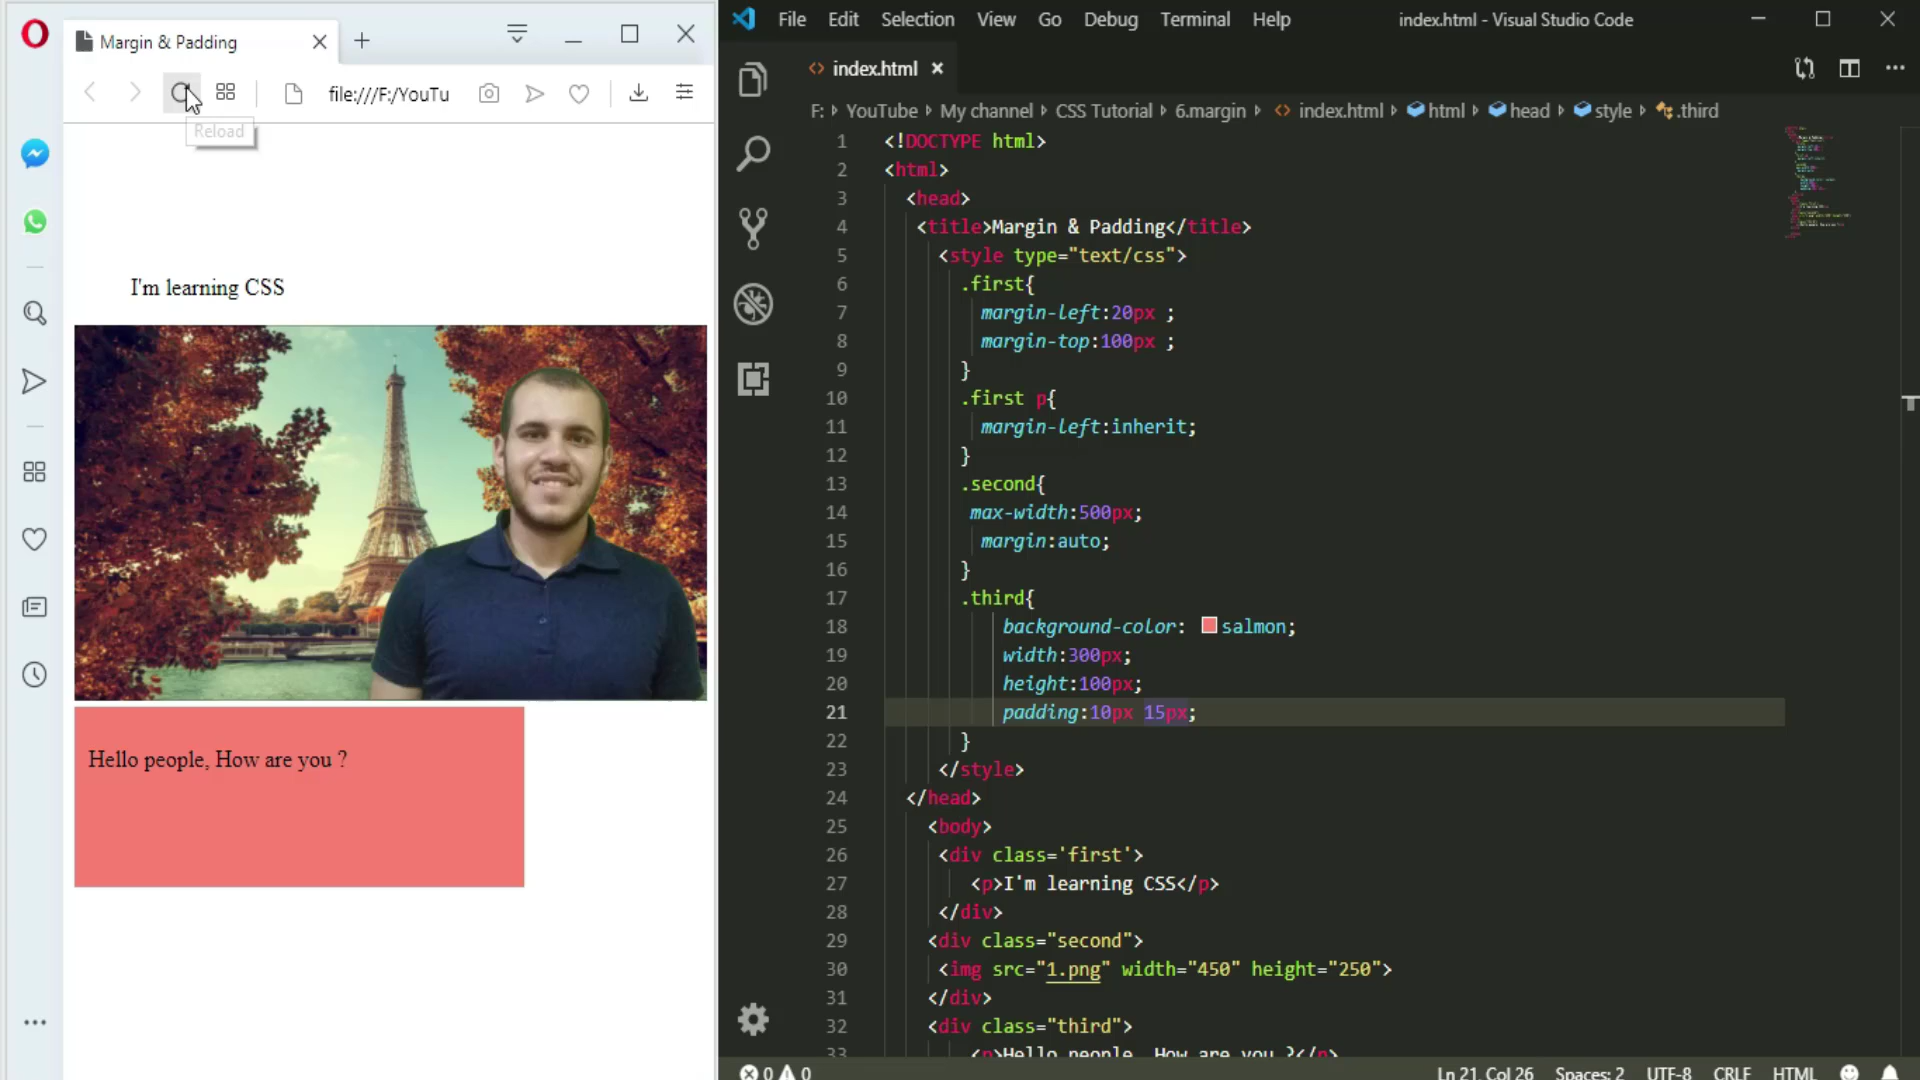 Margin & Padding
file:///F:/YouTu
Reload
I'm learning CSS
Hello people, How are you ?
File Edit Selection View Go Debug Terminal Help
index.html - Visual Studio Code
index.html
F: YouTube My channel CSS Tutorial 6.margin index.html html head style .third
1 <!DOCTYPE html>
2 <html>
3 <head>
4 <title>Margin & Padding</title>
5 <style type="text/css">
6 .first{
7 margin-left:20px ;
8 margin-top:100px ;
9 }
10 .first p{
11 margin-left:inherit;
12 }
13 .second{
14 max-width:500px;
15 margin:auto;
16 }
17 .third{
18 background-color: salmon;
19 width:300px;
20 height:100px;
21 padding:10px 15px;
22 }
23 </style>
24 </head>
25 <body>
26 <div class='first'>
27 <p>I'm learning CSS</p>
28 </div>
29 <div class="second">
30 <img src="1.png" width="450" height="250">
31 </div>
32 <div class="third">
33 <p>Hello people, How are you ?</p>
0 0
Ln 21, Col 26 Spaces: 2 UTF-8 CRLF HTML